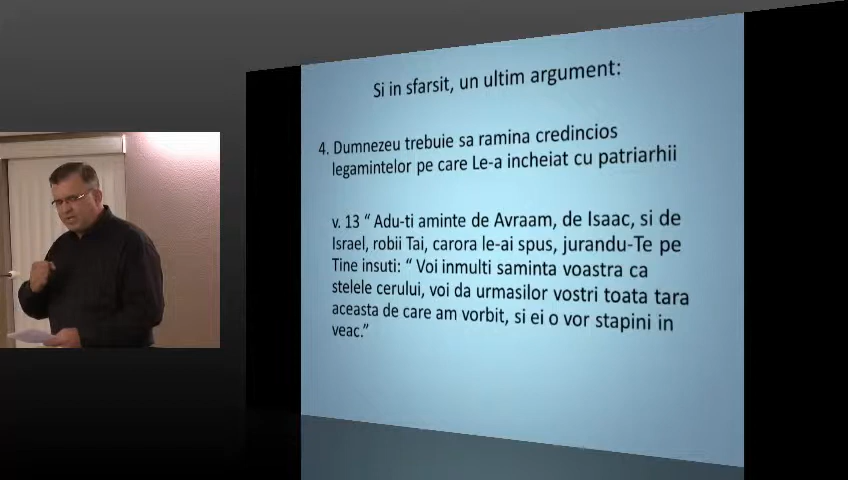 Si in sfarsit, un ultim argument:
4. Dumnezeu trebuie sa ramina credincios
legamintelor pe care Le-a incheiat cu patriarhii
v. 13 “ Adu-ti aminte de Avraam, de Isaac, si de
Israel, robii Tai, carora le-ai spus, jurandu-Te pe
Tine insuti: “ Voi inmulti saminta voastra ca
stelele cerului, voi da urmasilor vostri toata tara
aceasta de care am vorbit, si ei o vor stapini in
veac.”